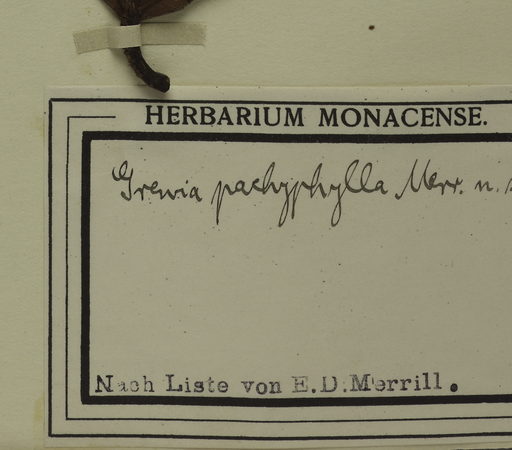 HERBARIUM MONACENSE.
Grewia pachyphylla Merr. n.
Nach Liste von E.D.Merrill.